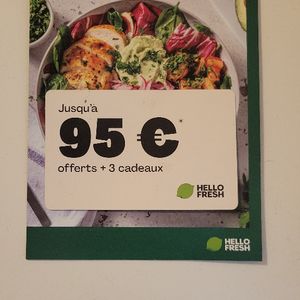 Jusqu'à
95 €*
offerts + 3 cadeaux
HELLO
FRESH
HELLO
FRESH